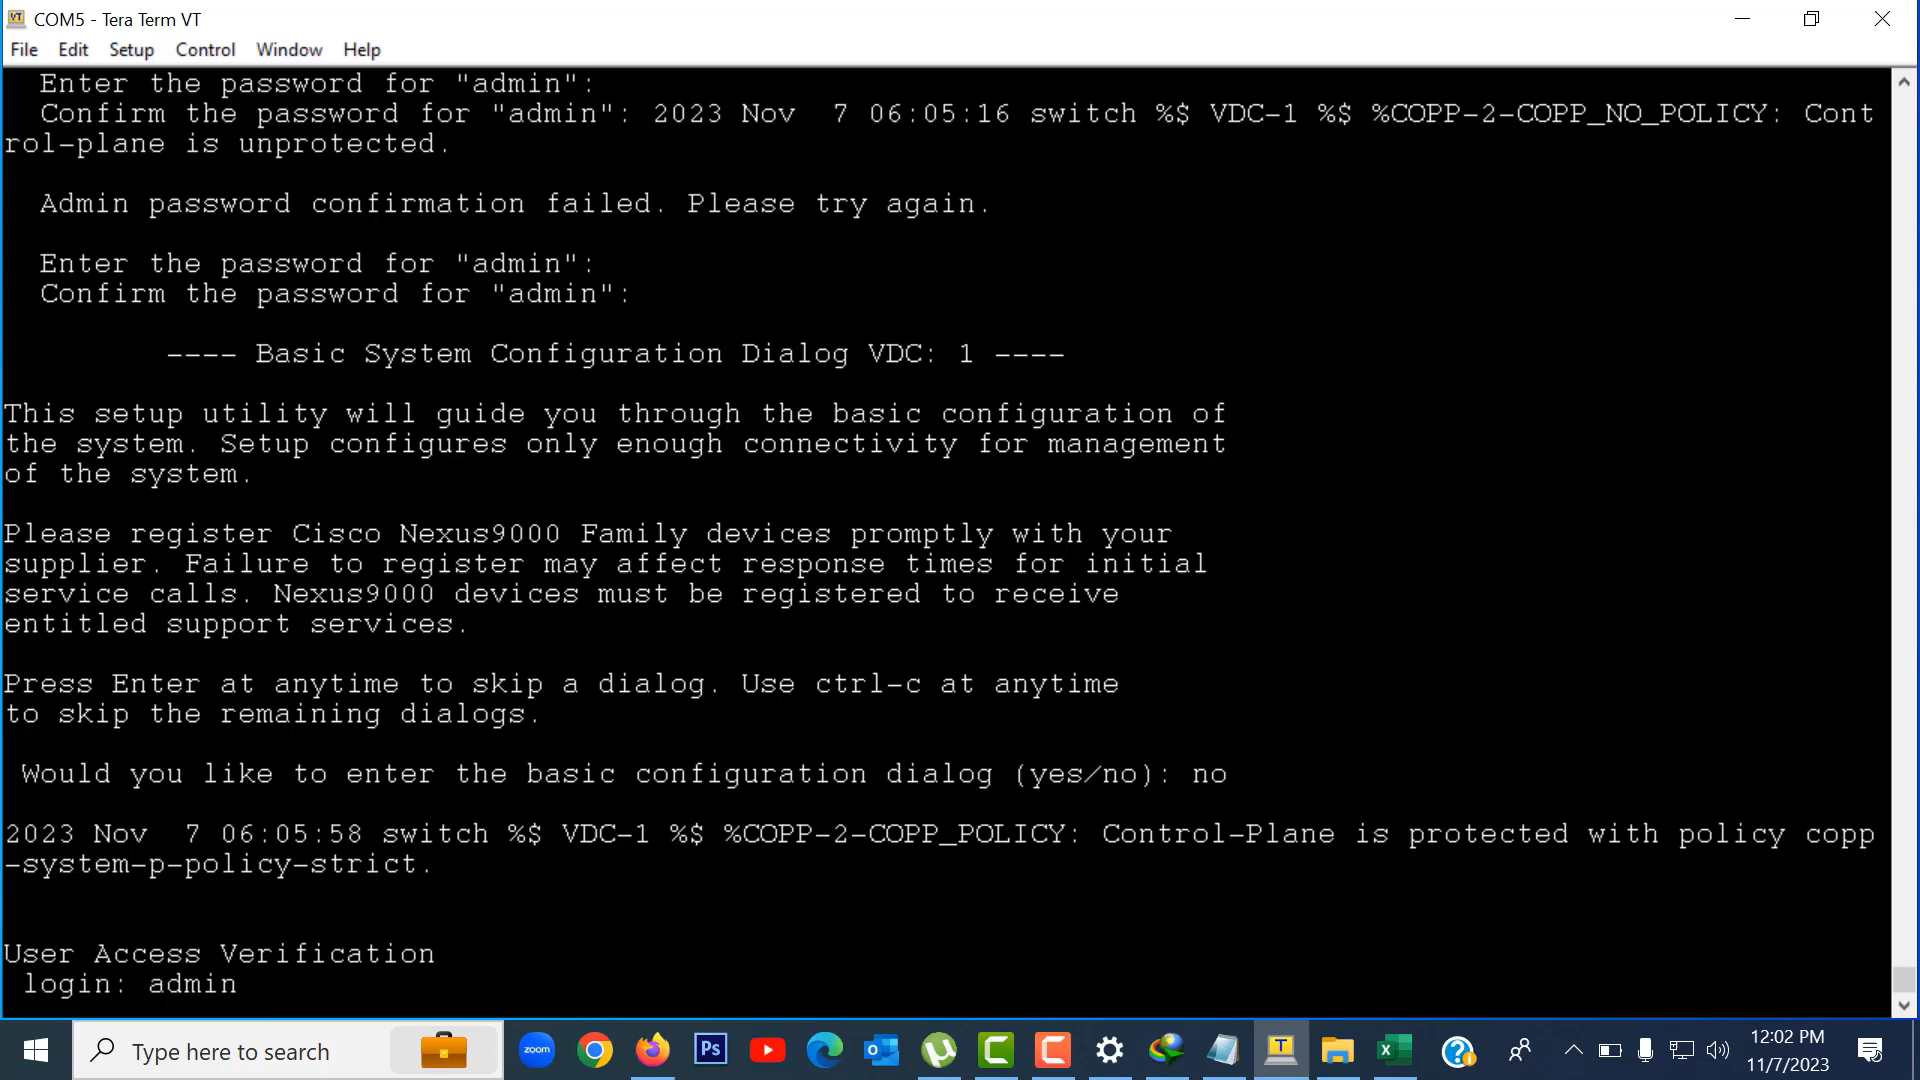 COM5 - Tera Term VT
File Edit Setup Control Window Help
Enter the password for "admin":
Confirm the password for "admin": 2023 Nov  7 06:05:16 switch %$ VDC-1 %$ %COPP-2-COPP_NO_POLICY: Cont
rol-plane is unprotected.
Admin password confirmation failed. Please try again.
Enter the password for "admin":
Confirm the password for "admin":
---- Basic System Configuration Dialog VDC: 1 ----
This setup utility will guide you through the basic configuration of
the system. Setup configures only enough connectivity for management
of the system.
Please register Cisco Nexus9000 Family devices promptly with your
supplier. Failure to register may affect response times for initial
service calls. Nexus9000 devices must be registered to receive
entitled support services.
Press Enter at anytime to skip a dialog. Use ctrl-c at anytime
to skip the remaining dialogs.
Would you like to enter the basic configuration dialog (yes/no): no
2023 Nov  7 06:05:58 switch %$ VDC-1 %$ %COPP-2-COPP_POLICY: Control-Plane is protected with policy copp
-system-p-policy-strict.
User Access Verification
login: admin
Type here to search
zoom
Ps
12:02 PM
11/7/2023